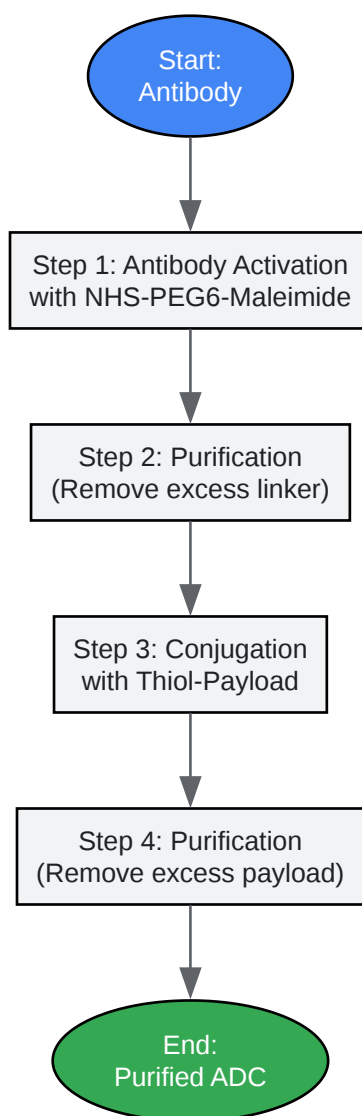 Start:
Antibody
Step 1: Antibody Activation
with NHS-PEG6-Maleimide
Step 2: Purification
(Remove excess linker)
Step 3: Conjugation
with Thiol-Payload
Step 4: Purification
(Remove excess payload)
End:
Purified ADC